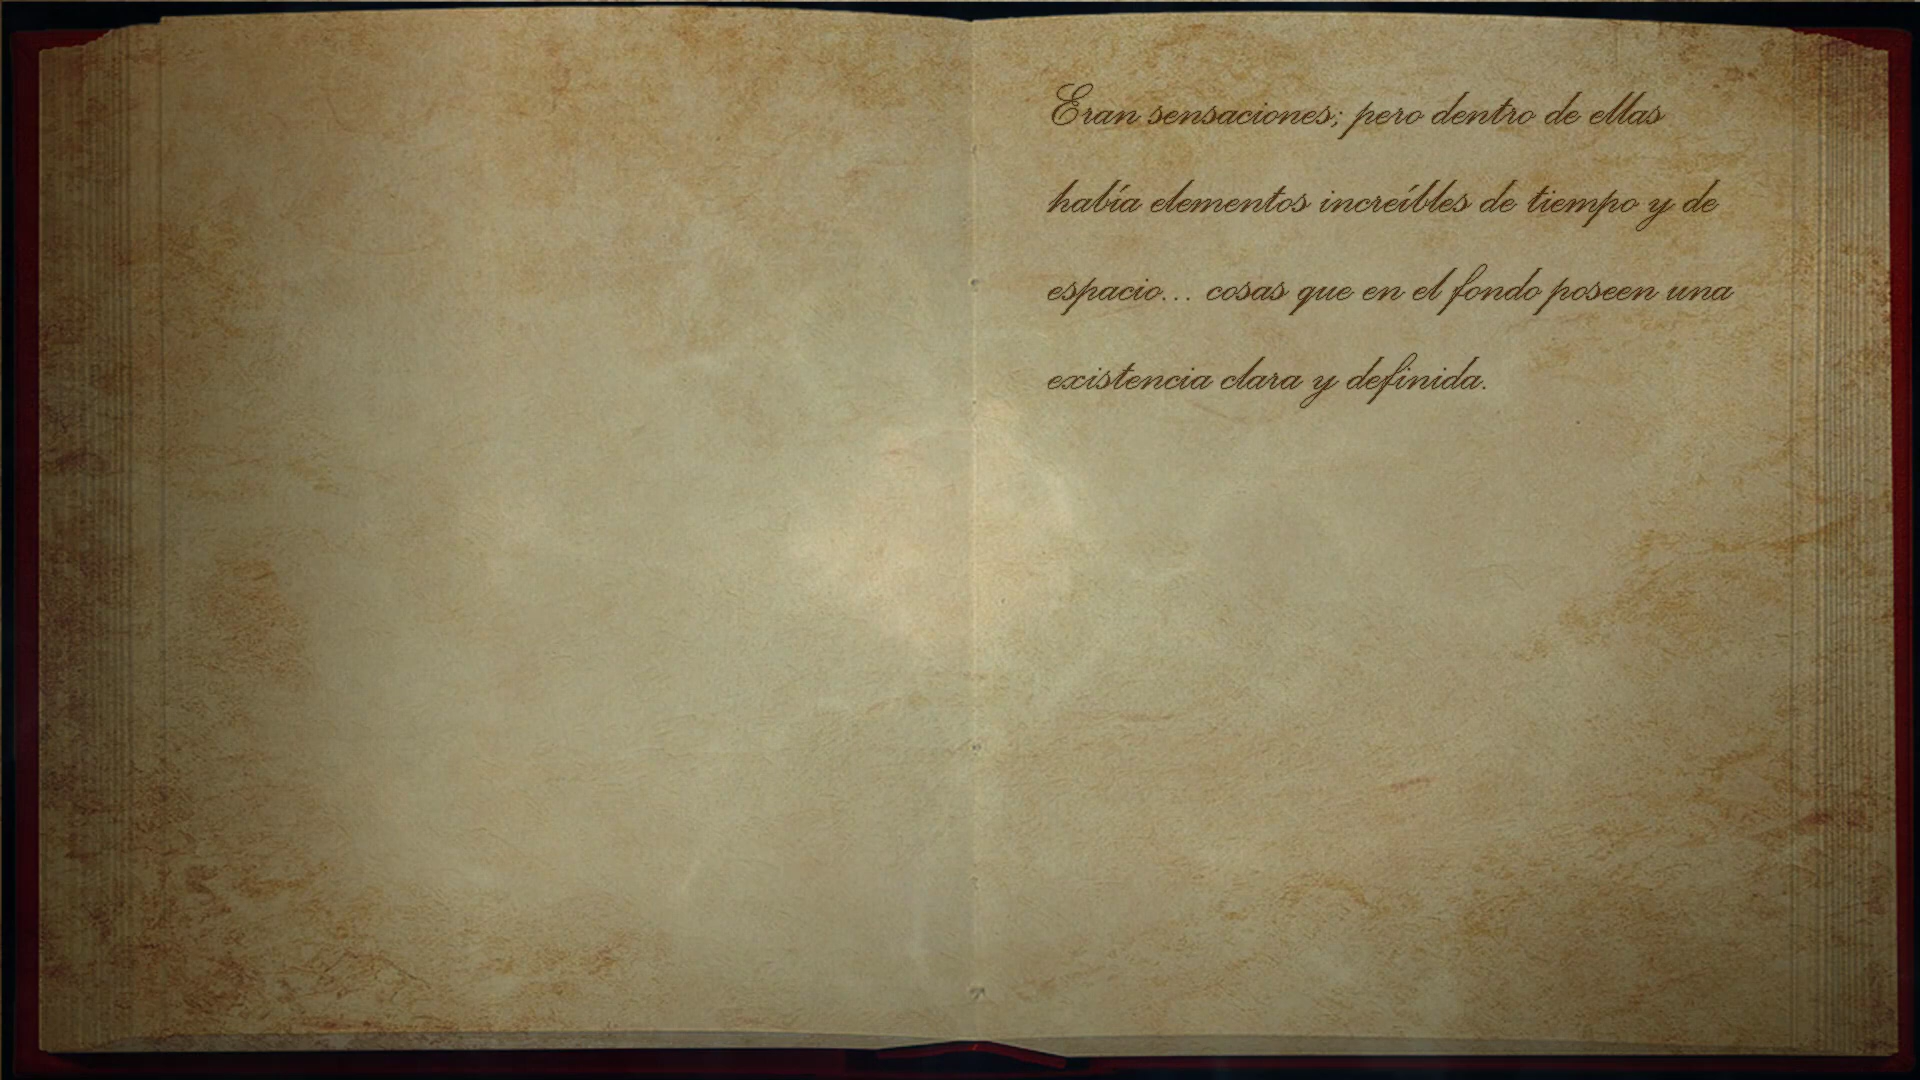 Eran sensaciones; pero dentro de ellas
había elementos increíbles de tiempo y de
espacio... cosas que en el fondo poseen una
existencia clara y definida.